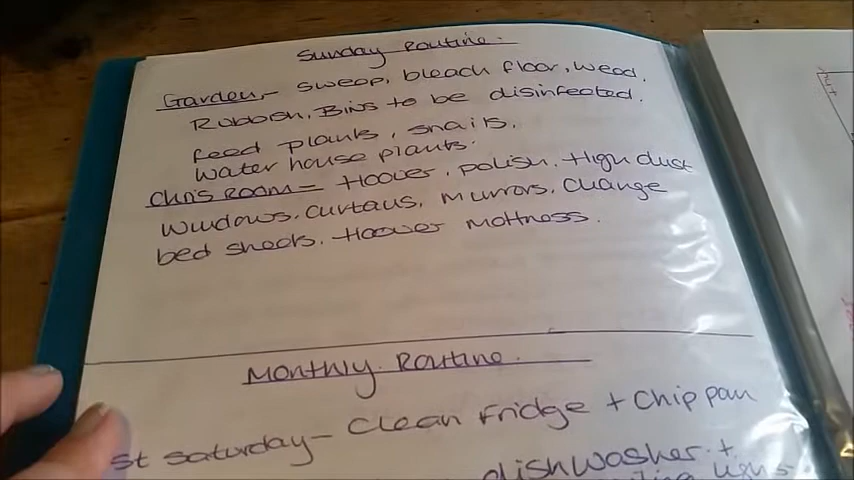 Sunday Routine.
Garden - sweep, bleach floor, weed.
Rubbish, Bins to be disinfected.
feed plants, snails.
Water house plants.
Chris Room - Hoover, polish, High dust
Windows, curtains, Mirrors, Change
bed sheets. Hoover Mattness.
Monthly Routine.
st Saturday - Clean Fridge + Chip pan
dishwasher. +